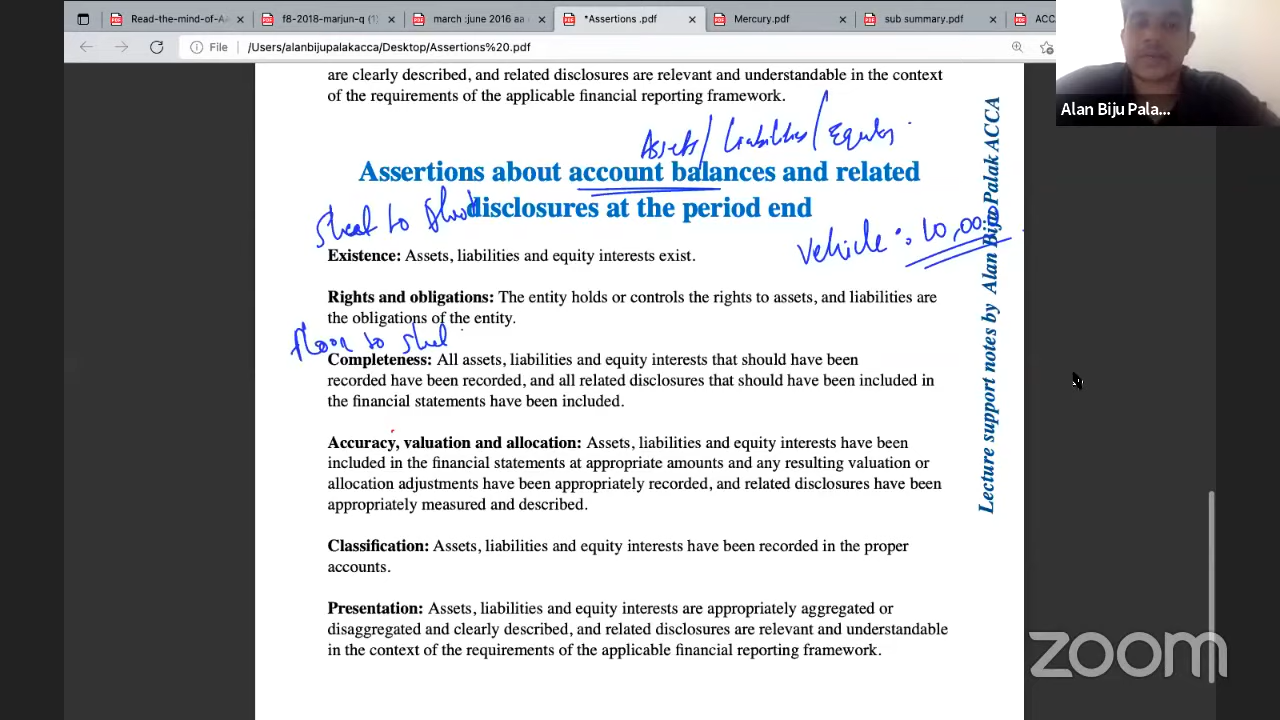 Read-the-mind-of-A
f8-2018-marjun-q (1)
march :june 2016 aa
*Assertions .pdf
Mercury.pdf
sub summary.pdf
ACC
File
/Users/alanbijupalakacca/Desktop/Assertions%20.pdf
Alan Biju Pala...
are clearly described, and related disclosures are relevant and understandable in the context
of the requirements of the applicable financial reporting framework.
Assets/ Liabilities/ Equity
Assertions about account balances and related
disclosures at the period end
Sheet to
Vehicle : 10,000
Existence: Assets, liabilities and equity interests exist.
Rights and obligations: The entity holds or controls the rights to assets, and liabilities are
the obligations of the entity.
floor to
Completeness: All assets, liabilities and equity interests that should have been
recorded have been recorded, and all related disclosures that should have been included in
the financial statements have been included.
Accuracy, valuation and allocation: Assets, liabilities and equity interests have been
included in the financial statements at appropriate amounts and any resulting valuation or
allocation adjustments have been appropriately recorded, and related disclosures have been
appropriately measured and described.
Classification: Assets, liabilities and equity interests have been recorded in the proper
accounts.
Presentation: Assets, liabilities and equity interests are appropriately aggregated or
disaggregated and clearly described, and related disclosures are relevant and understandable
in the context of the requirements of the applicable financial reporting framework.
Lecture support notes by Alan Biju Palak ACCA
zoom